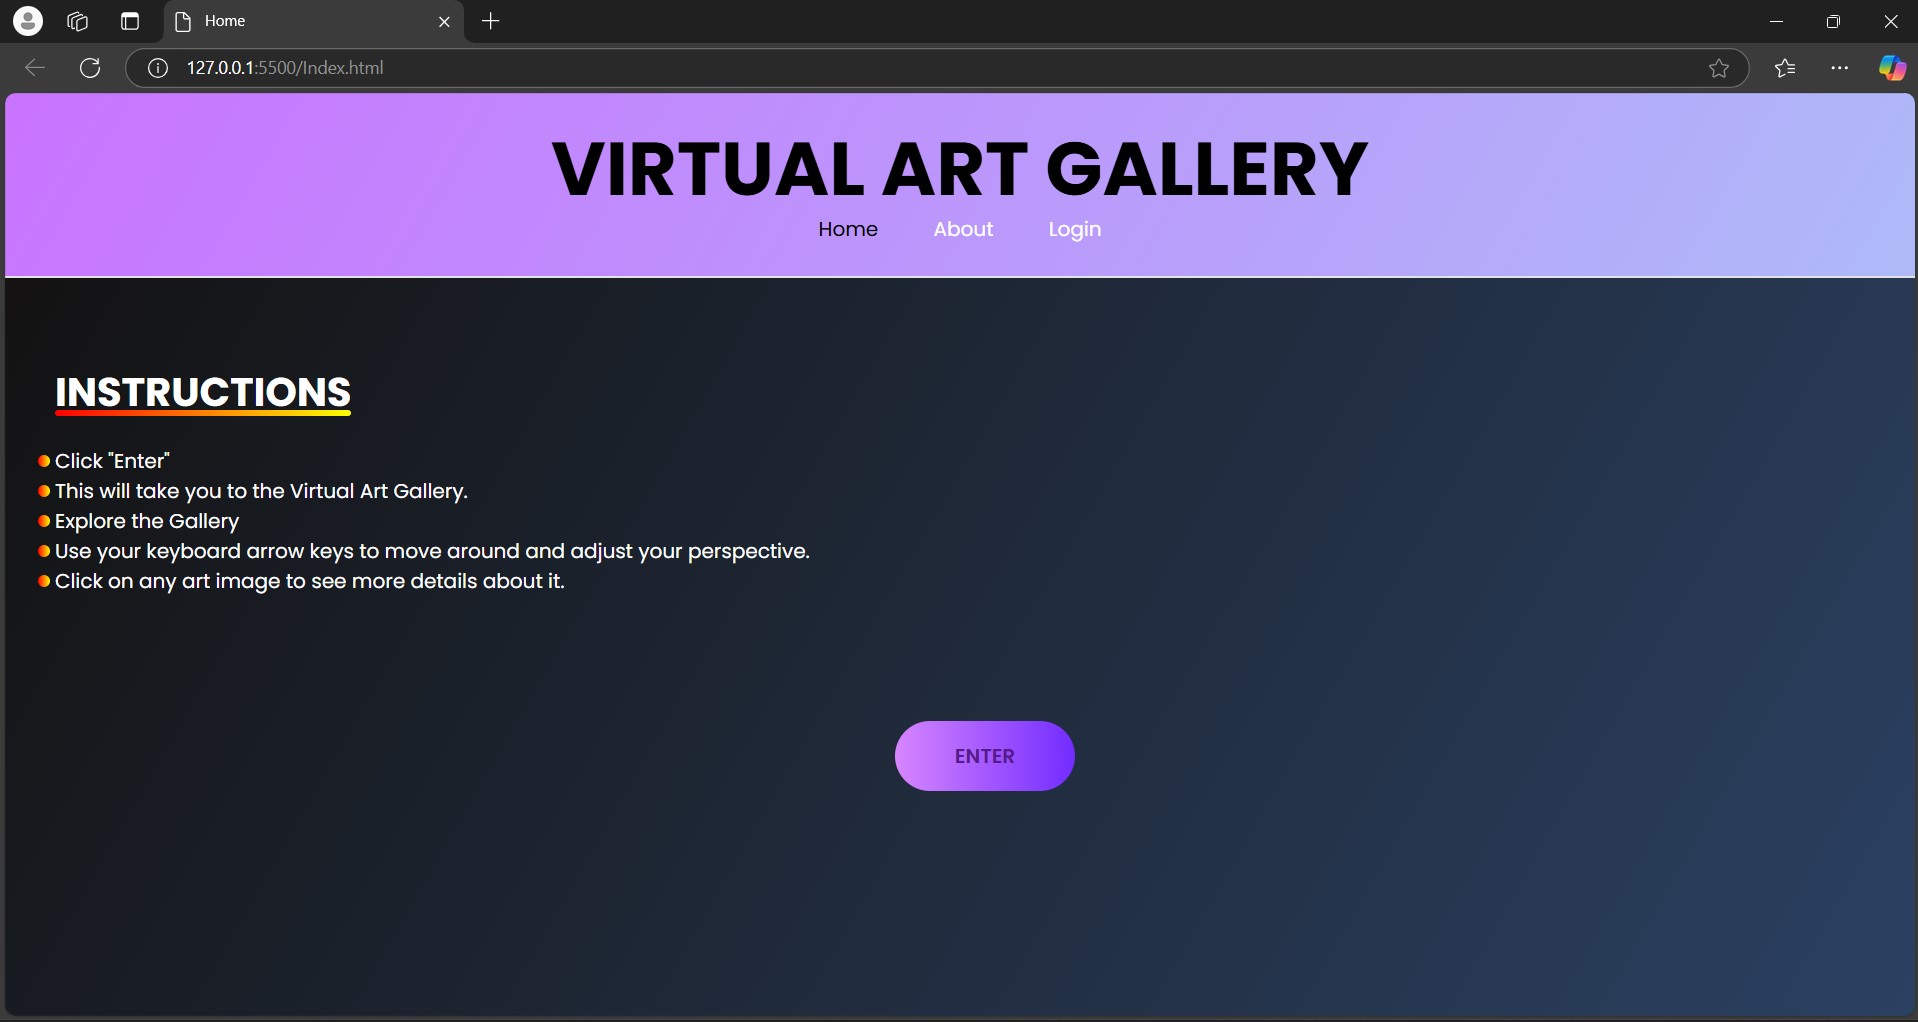 Home
127.0.0.1:5500/Index.html
VIRTUAL ART GALLERY
Home About Login
INSTRUCTIONS
Click "Enter"
This will take you to the Virtual Art Gallery.
Explore the Gallery
Use your keyboard arrow keys to move around and adjust your perspective.
Click on any art image to see more details about it.
ENTER